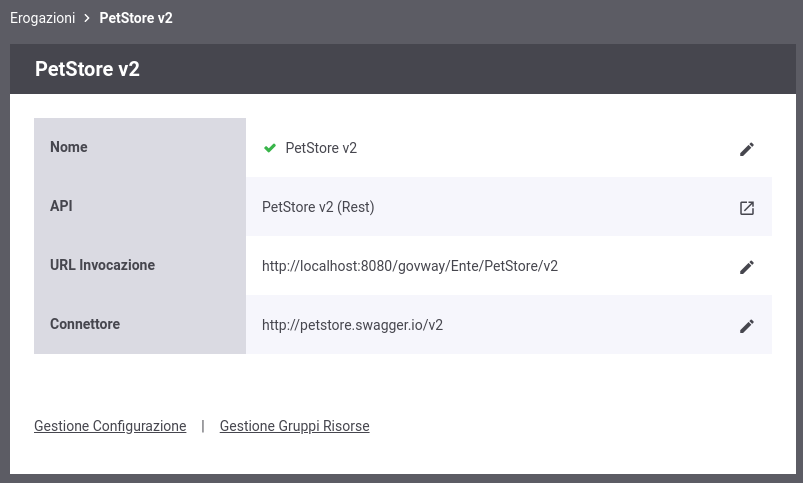 Erogazioni > PetStore v2
PetStore v2
Nome PetStore v2
API PetStore v2 (Rest)
URL Invocazione http://localhost:8080/govway/Ente/PetStore/v2
Connettore http://petstore.swagger.io/v2
Gestione Configurazione | Gestione Gruppi Risorse